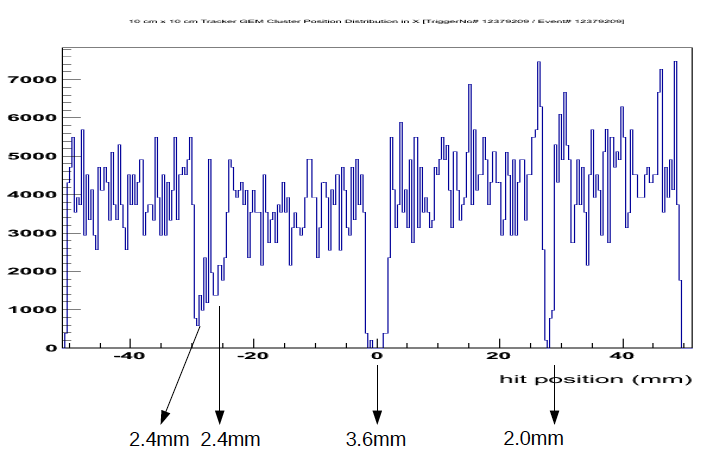 10 cm x 10 cm Tracker GEM Cluster Position Distribution in X [TriggerNo# 12379209 / Event# 12379209]
7000
6000
5000
4000
3000
2000
1000
0
-40 -20 0 20 40
hit position (mm)
2.4mm 2.4mm 3.6mm 2.0mm